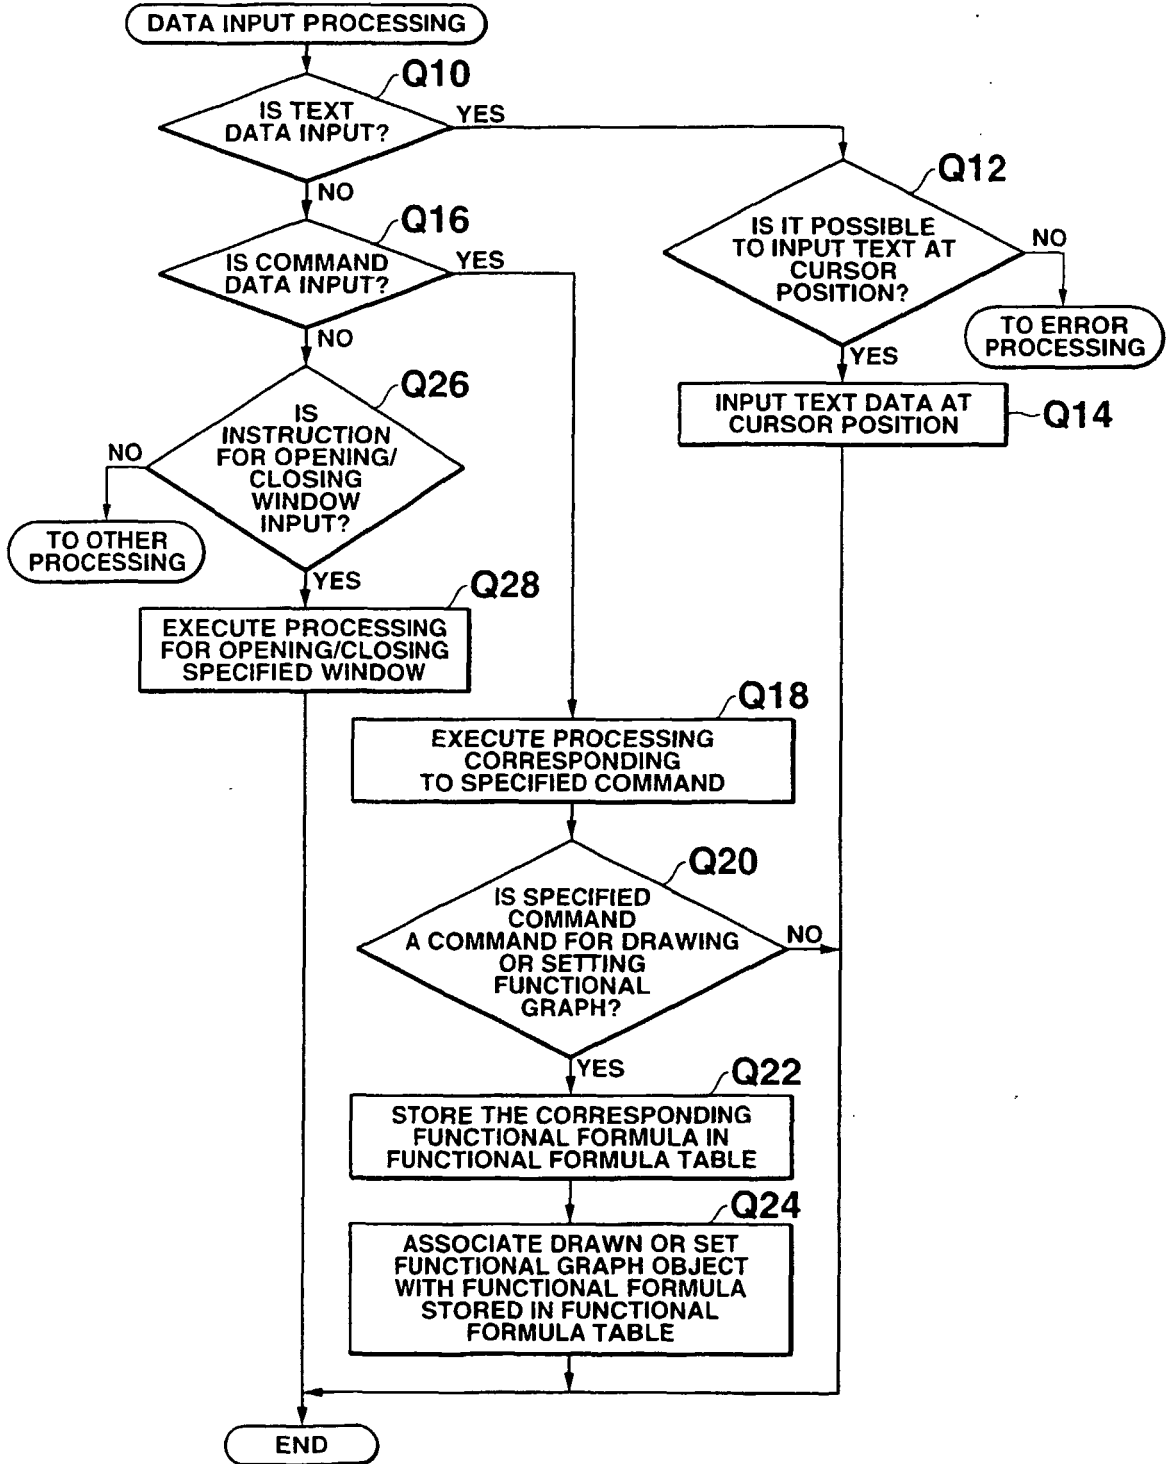 DATA INPUT PROCESSING
Q10
IS TEXT
DATA INPUT?
YES
NO
Q12
IS IT POSSIBLE
TO INPUT TEXT AT
CURSOR
POSITION?
NO
TO ERROR
PROCESSING
YES
INPUT TEXT DATA AT
CURSOR POSITION
Q14
Q16
IS COMMAND
DATA INPUT?
YES
NO
Q26
IS
INSTRUCTION
FOR OPENING/
CLOSING
WINDOW
INPUT?
NO
TO OTHER
PROCESSING
YES
Q28
EXECUTE PROCESSING
FOR OPENING/CLOSING
SPECIFIED WINDOW
Q18
EXECUTE PROCESSING
CORRESPONDING
TO SPECIFIED COMMAND
Q20
IS SPECIFIED
COMMAND
A COMMAND FOR DRAWING
OR SETTING
FUNCTIONAL
GRAPH?
NO
YES
Q22
STORE THE CORRESPONDING
FUNCTIONAL FORMULA IN
FUNCTIONAL FORMULA TABLE
Q24
ASSOCIATE DRAWN OR SET
FUNCTIONAL GRAPH OBJECT
WITH FUNCTIONAL FORMULA
STORED IN FUNCTIONAL
FORMULA TABLE
END